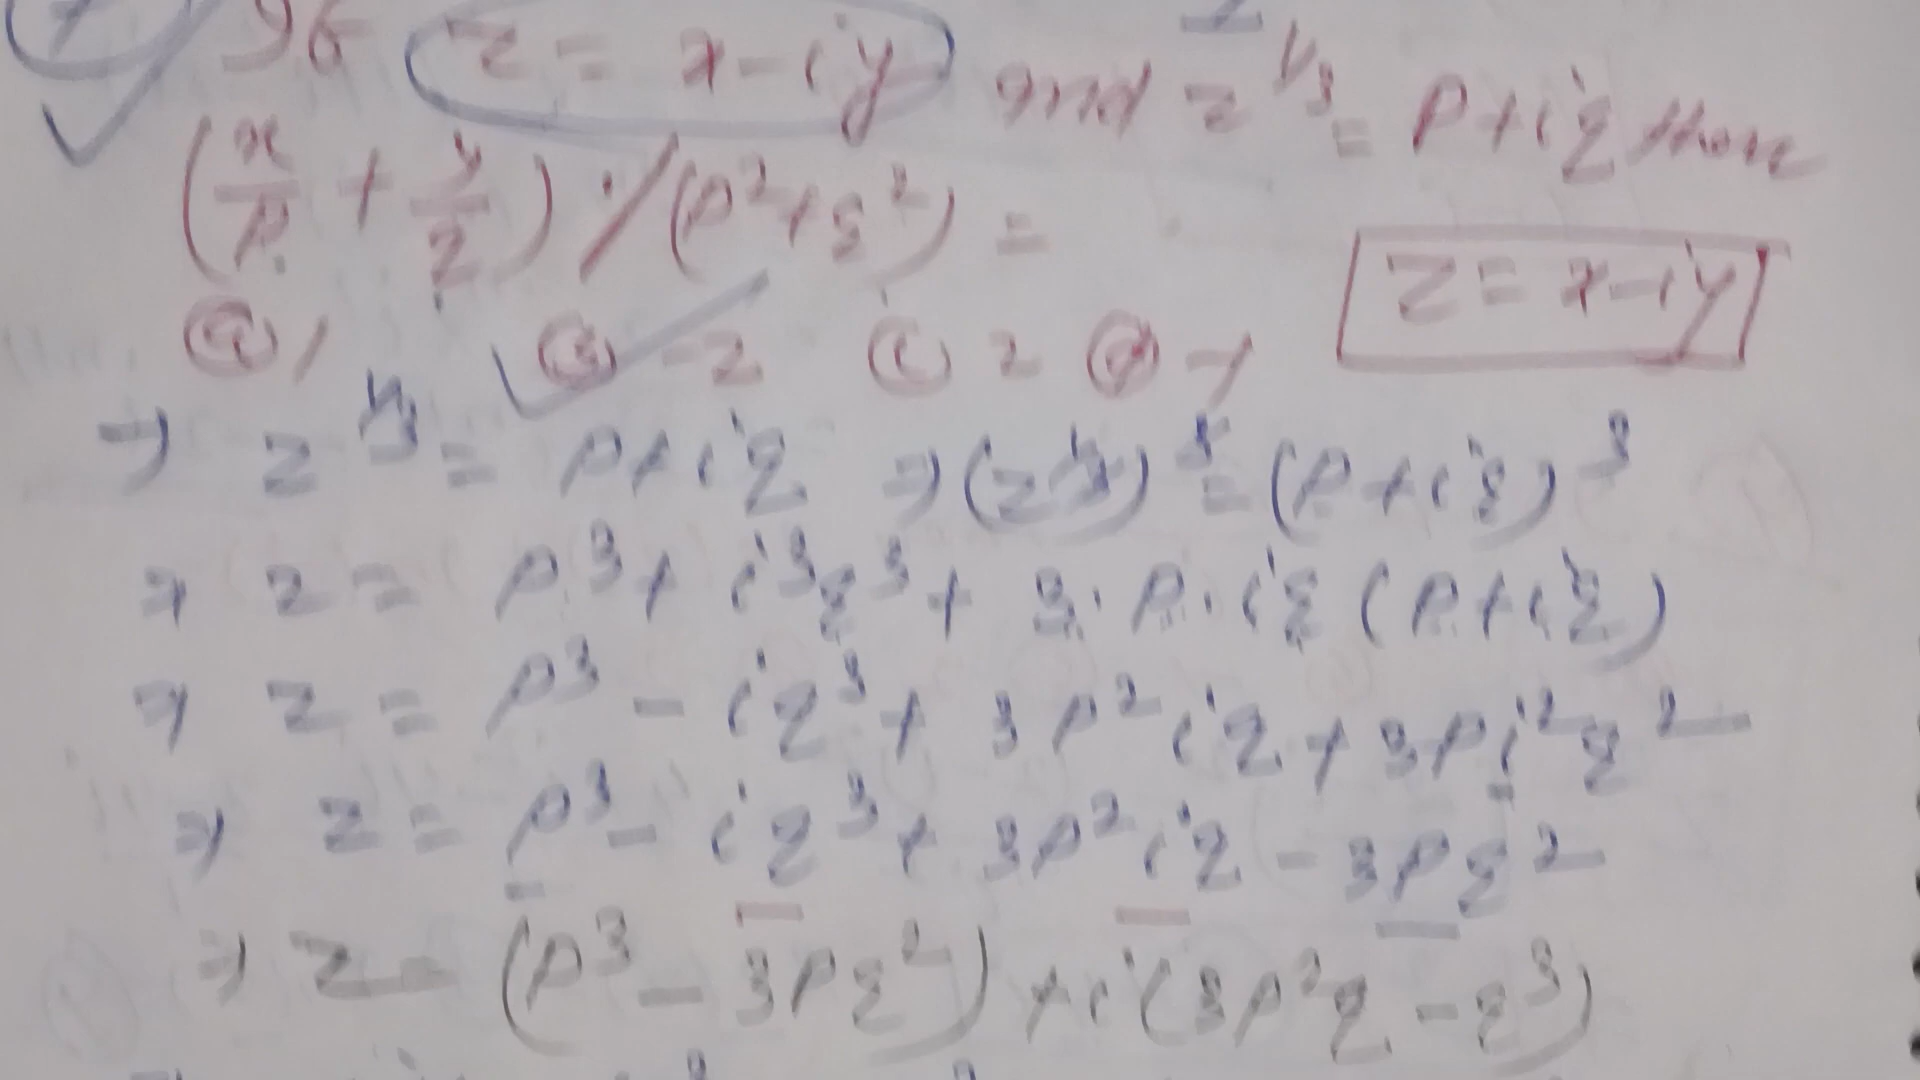 7 If z = x-iy and z^1/3 = p+iq then
(x/p + y/q) / (p²+q²) =
z = x-iy
(a) 1 (b) -2 (c) 2 (d) -1
⇒ z^1/3 = p+iq ⇒ (z^1/3)³ = (p+iq)³
⇒ z = p³ + i³q³ + 3·p·iq (p+iq)
⇒ z = p³ - iq³ + 3p²iq + 3pi²q²
⇒ z = p³ - iq³ + 3p²iq - 3pq²
⇒ z = (p³ - 3pq²) + i(3p²q - q³)